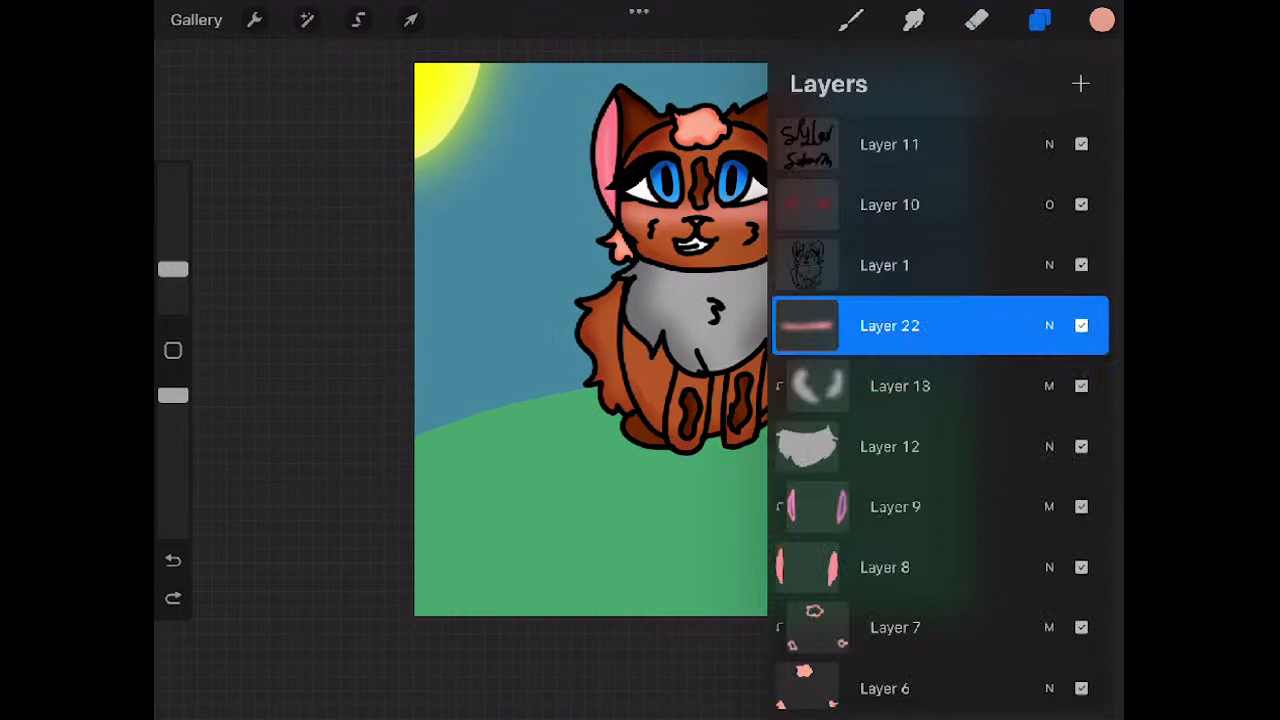 Gallery
Layers
Layer 11 N
Layer 10 O
Layer 1 N
Layer 22 N
Layer 13 M
Layer 12 N
Layer 9 M
Layer 8 N
Layer 7 M
Layer 6 N